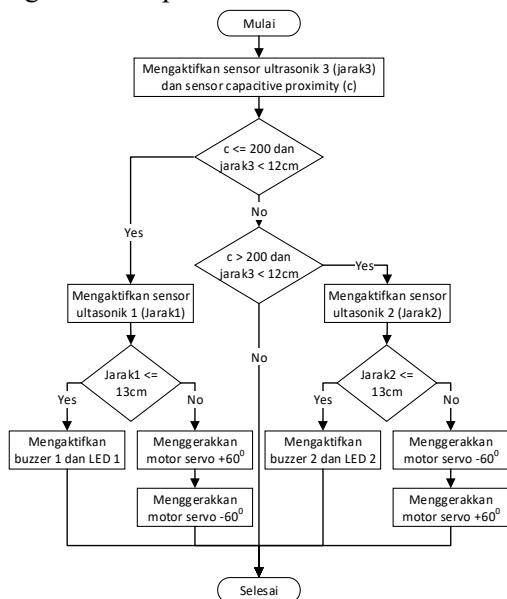 Mulai
Mengaktifkan sensor ultrasonik 3 (jarak3)
dan sensor capacitive proximity (c)
c <= 200 dan
jarak3 < 12cm
Yes
No
c > 200 dan
jarak3 < 12cm
Yes
No
Mengaktifkan sensor
ultasonik 1 (Jarak1)
Mengaktifkan sensor
ultasonik 2 (Jarak2)
Jarak1 <=
13cm
Yes
No
Jarak2 <=
13cm
Yes
No
Mengaktifkan
buzzer 1 dan LED 1
Menggerakkan
motor servo +60⁰
Mengaktifkan
buzzer 2 dan LED 2
Menggerakkan
motor servo -60⁰
Menggerakkan
motor servo -60⁰
Menggerakkan
motor servo +60⁰
Selesai